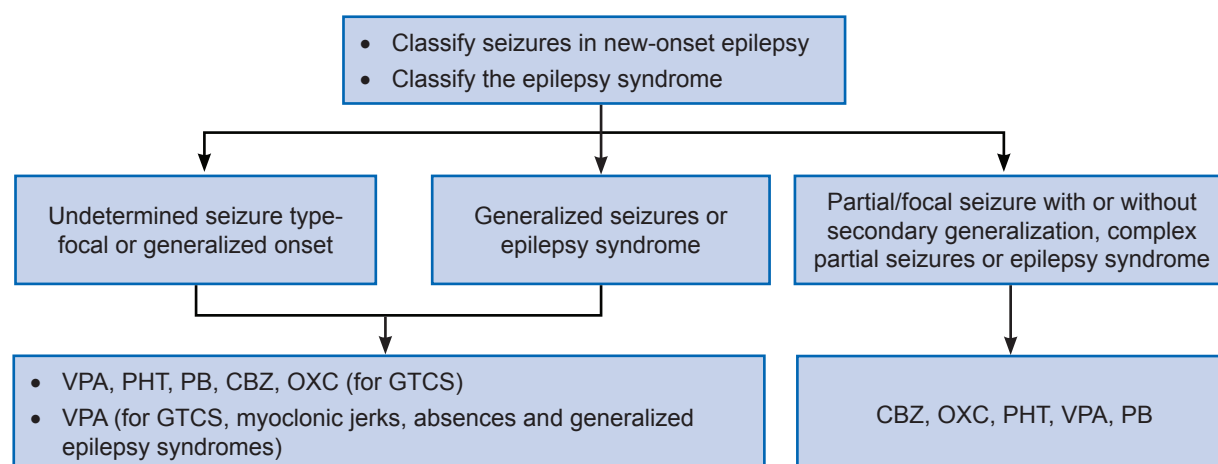 • Classify seizures in new-onset epilepsy
• Classify the epilepsy syndrome
Undetermined seizure type-
focal or generalized onset
Generalized seizures or
epilepsy syndrome
Partial/focal seizure with or without
secondary generalization, complex
partial seizures or epilepsy syndrome
• VPA, PHT, PB, CBZ, OXC (for GTCS)
• VPA (for GTCS, myoclonic jerks, absences and generalized
epilepsy syndromes)
CBZ, OXC, PHT, VPA, PB